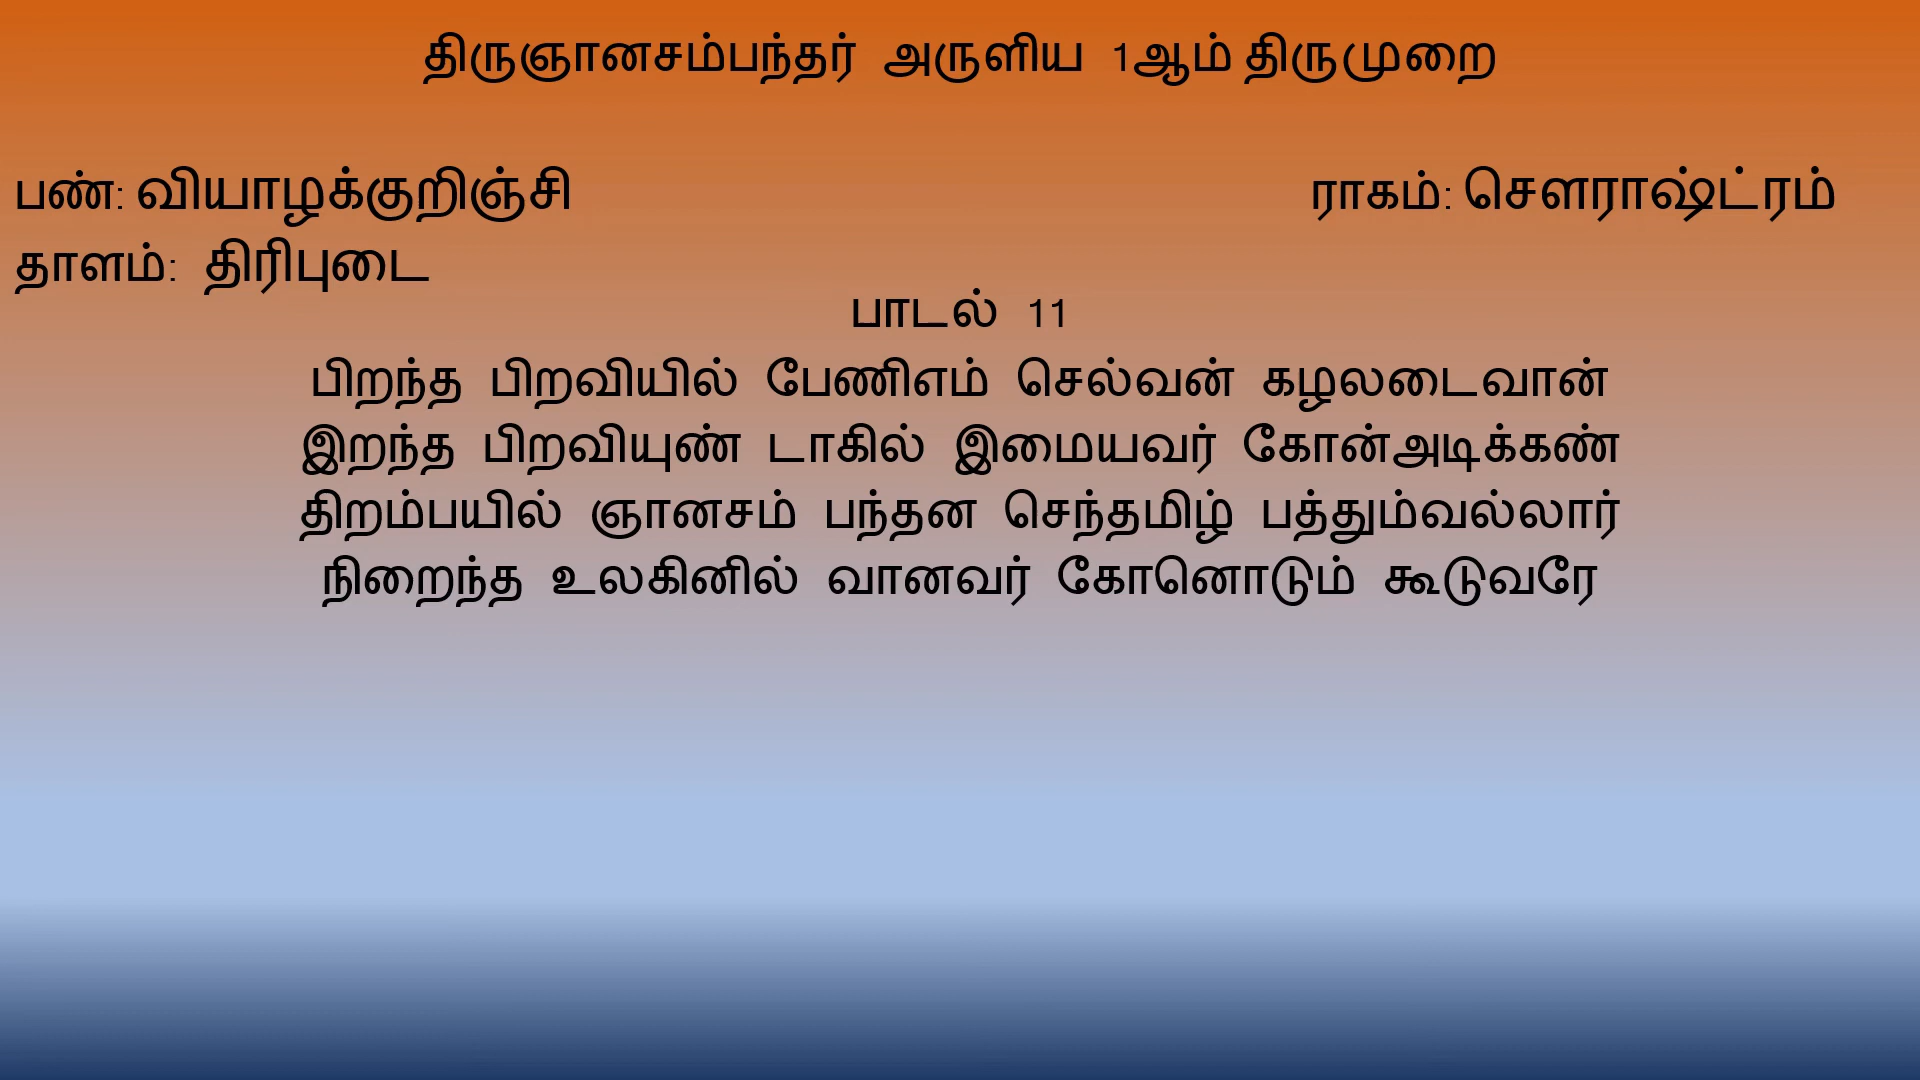 திருஞானசம்பந்தர் அருளிய 1ஆம் திருமுறை
பண்: வியாழக்குறிஞ்சி
ராகம்: சௌராஷ்ட்ரம்
தாளம்: திரிபுடை
பாடல் 11
பிறந்த பிறவியில் பேணிஎம் செல்வன் கழலடைவான்
இறந்த பிறவியுண் டாகில் இமையவர் கோன்அடிக்கண்
திறம்பயில் ஞானசம் பந்தன செந்தமிழ் பத்தும்வல்லார்
நிறைந்த உலகினில் வானவர் கோனொடும் கூடுவரே